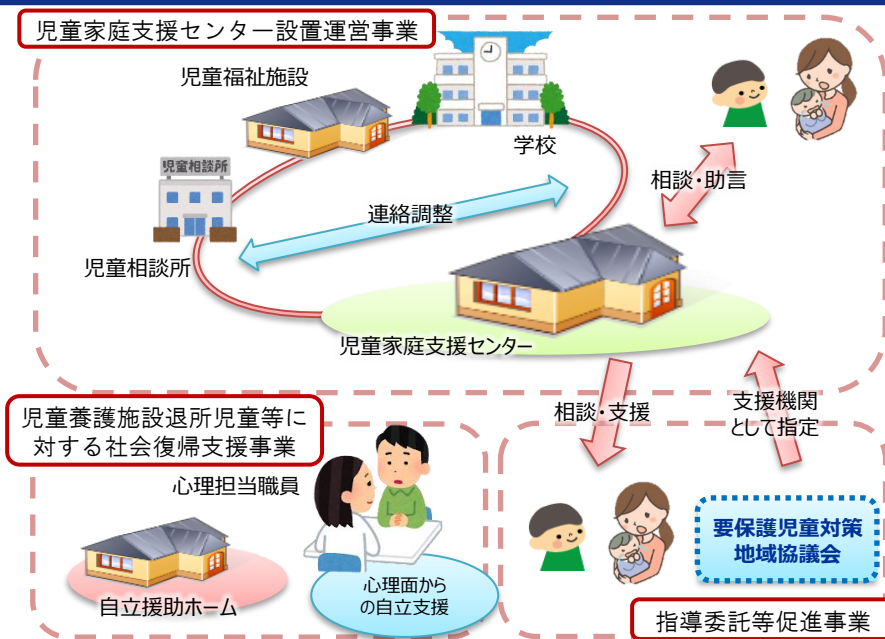 児童家庭支援センター設置運営事業
児童福祉施設
学校
児童相談所
相談・助言
連絡調整
児童相談所
児童家庭支援センター
相談・支援
支援機関
として指定
児童養護施設退所児童等に
対する社会復帰支援事業
心理担当職員
自立援助ホーム
心理面から
の自立支援
要保護児童対策
地域協議会
指導委託等促進事業